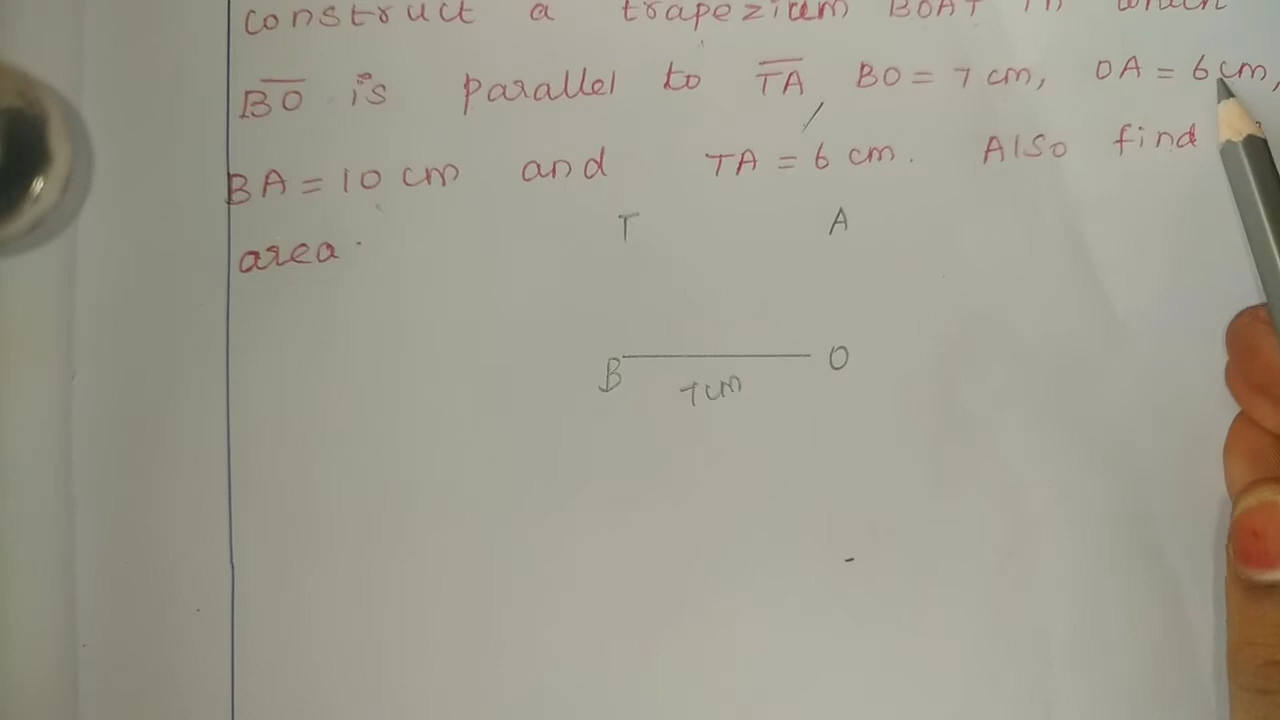 construct a trapezium BOAT in which
BO is parallel to TA BO = 7 cm, OA = 6 cm,
BA = 10 cm and TA = 6 cm. Also find
area.
T A
B O
7cm